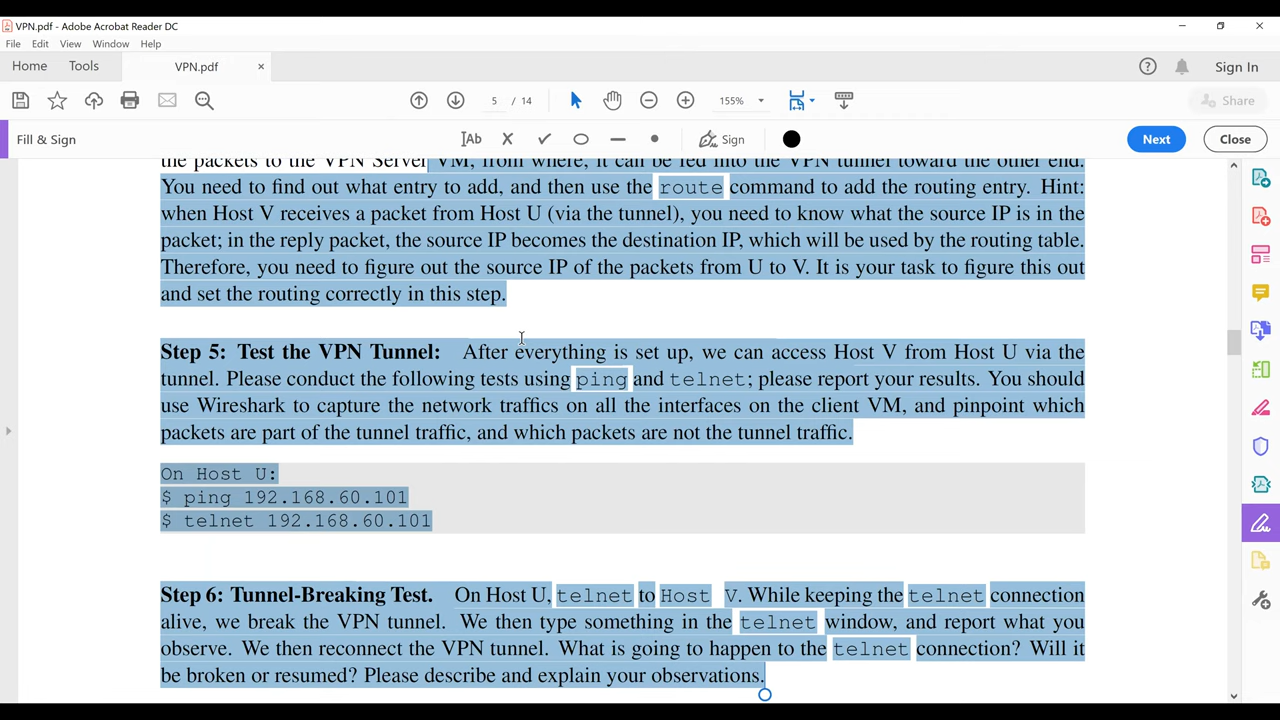 VPN.pdf - Adobe Acrobat Reader DC
File Edit View Window Help
Home Tools VPN.pdf × Sign In
5 / 14 155% Share
Fill & Sign Ab Sign Next Close
the packets to the VPN Server VM, from where, it can be fed into the VPN tunnel toward the other end.
You need to find out what entry to add, and then use the route command to add the routing entry. Hint:
when Host V receives a packet from Host U (via the tunnel), you need to know what the source IP is in the
packet; in the reply packet, the source IP becomes the destination IP, which will be used by the routing table.
Therefore, you need to figure out the source IP of the packets from U to V. It is your task to figure this out
and set the routing correctly in this step.
Step 5: Test the VPN Tunnel: After everything is set up, we can access Host V from Host U via the
tunnel. Please conduct the following tests using ping and telnet; please report your results. You should
use Wireshark to capture the network traffics on all the interfaces on the client VM, and pinpoint which
packets are part of the tunnel traffic, and which packets are not the tunnel traffic.
On Host U:
$ ping 192.168.60.101
$ telnet 192.168.60.101
Step 6: Tunnel-Breaking Test. On Host U, telnet to Host V. While keeping the telnet connection
alive, we break the VPN tunnel. We then type something in the telnet window, and report what you
observe. We then reconnect the VPN tunnel. What is going to happen to the telnet connection? Will it
be broken or resumed? Please describe and explain your observations.